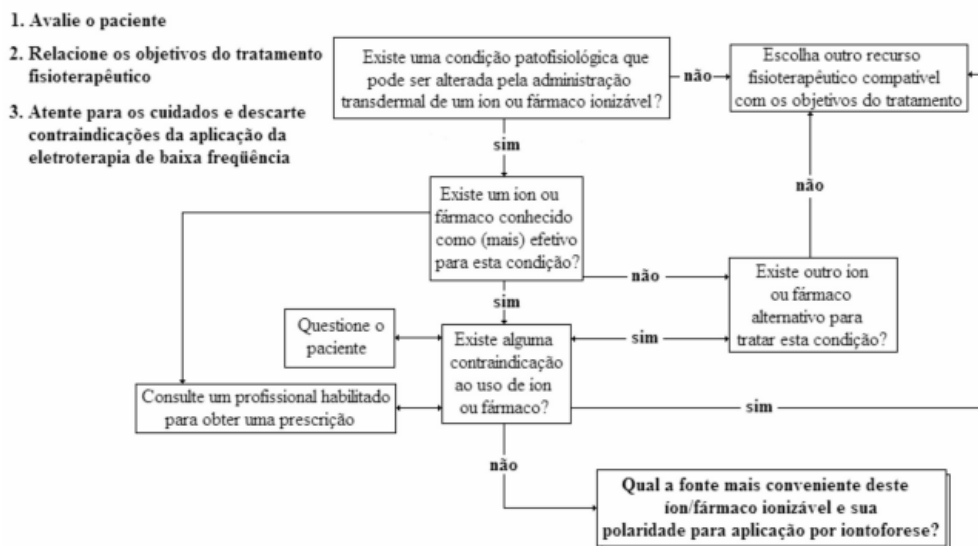 1. Avalie o paciente
2. Relacione os objetivos do tratamento
fisioterapêutico
3. Atente para os cuidados e descarte
contraindicações da aplicação da
eletroterapia de baixa freqüência
Existe uma condição patofisiológica que
pode ser alterada pela administração
transdermal de um ion ou fármaco ionizável?
não
Escolha outro recurso
fisioterapêutico compativel
com os objetivos do tratamento
sim
não
Existe um ion ou
fármaco conhecido
como (mais) efetivo
para esta condição?
não
Existe outro íon
ou fármaco
alternativo para
tratar esta condição?
sim
Questione o
paciente
Existe alguma
contraindicação
ao uso de ion
ou fármaco?
sim
Consulte um profissional habilitado
para obter uma prescrição
sim
não
Qual a fonte mais conveniente deste
íon/fármaco ionizável e sua
polaridade para aplicação por iontoforese?